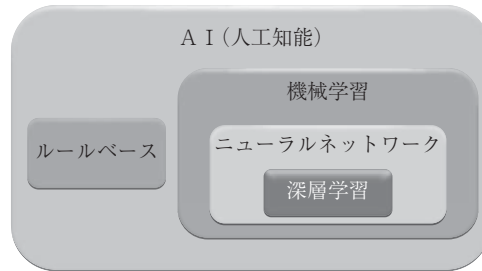 ＡＩ(人工知能)
機械学習
ルールベース
ニューラルネットワーク
深層学習